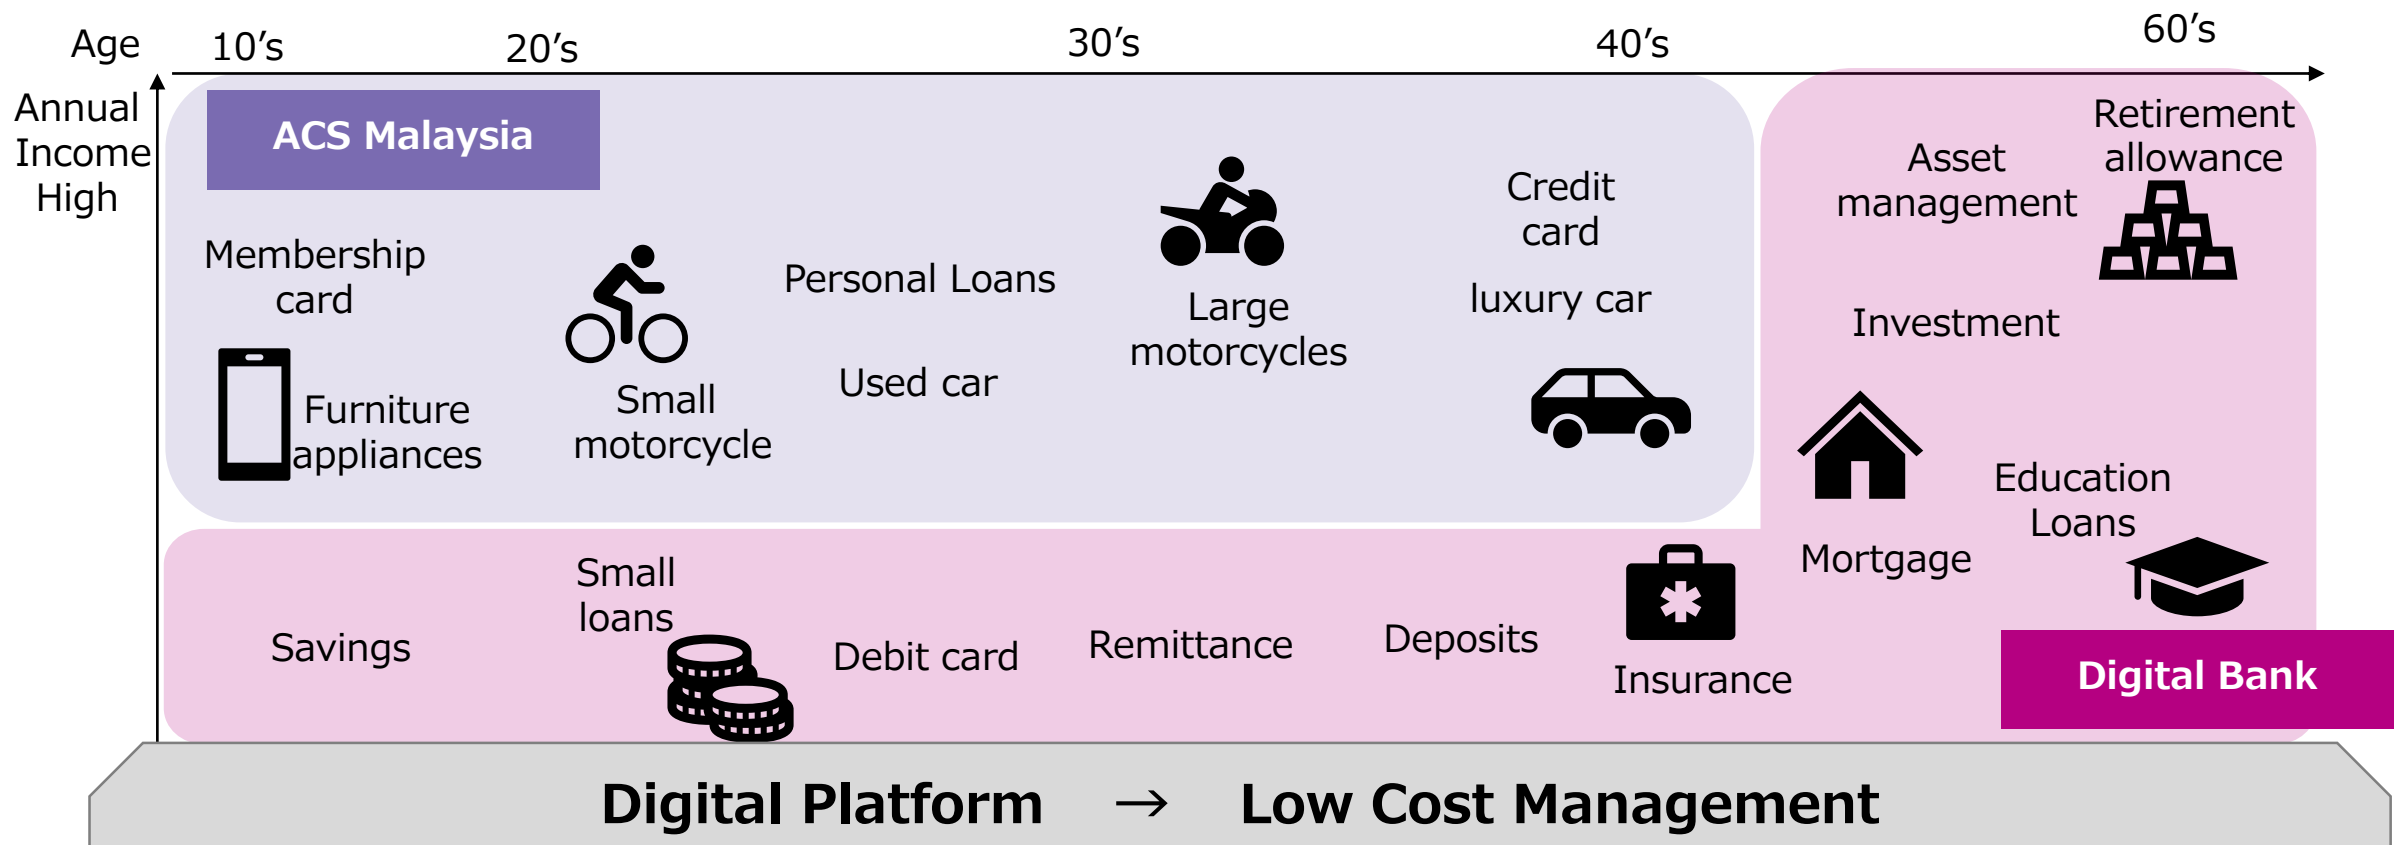 Age
10’s
20’s
30’s
40’s
60’s
Annual
Income
High
ACS Malaysia
Membership
card
Furniture
appliances
Small
motorcycle
Personal Loans
Used car
Large
motorcycles
Credit
card
luxury car
Asset
management
Retirement
allowance
Investment
Mortgage
Education
Loans
Savings
Small
loans
Debit card
Remittance
Deposits
Insurance
Digital Bank
Digital Platform → Low Cost Management